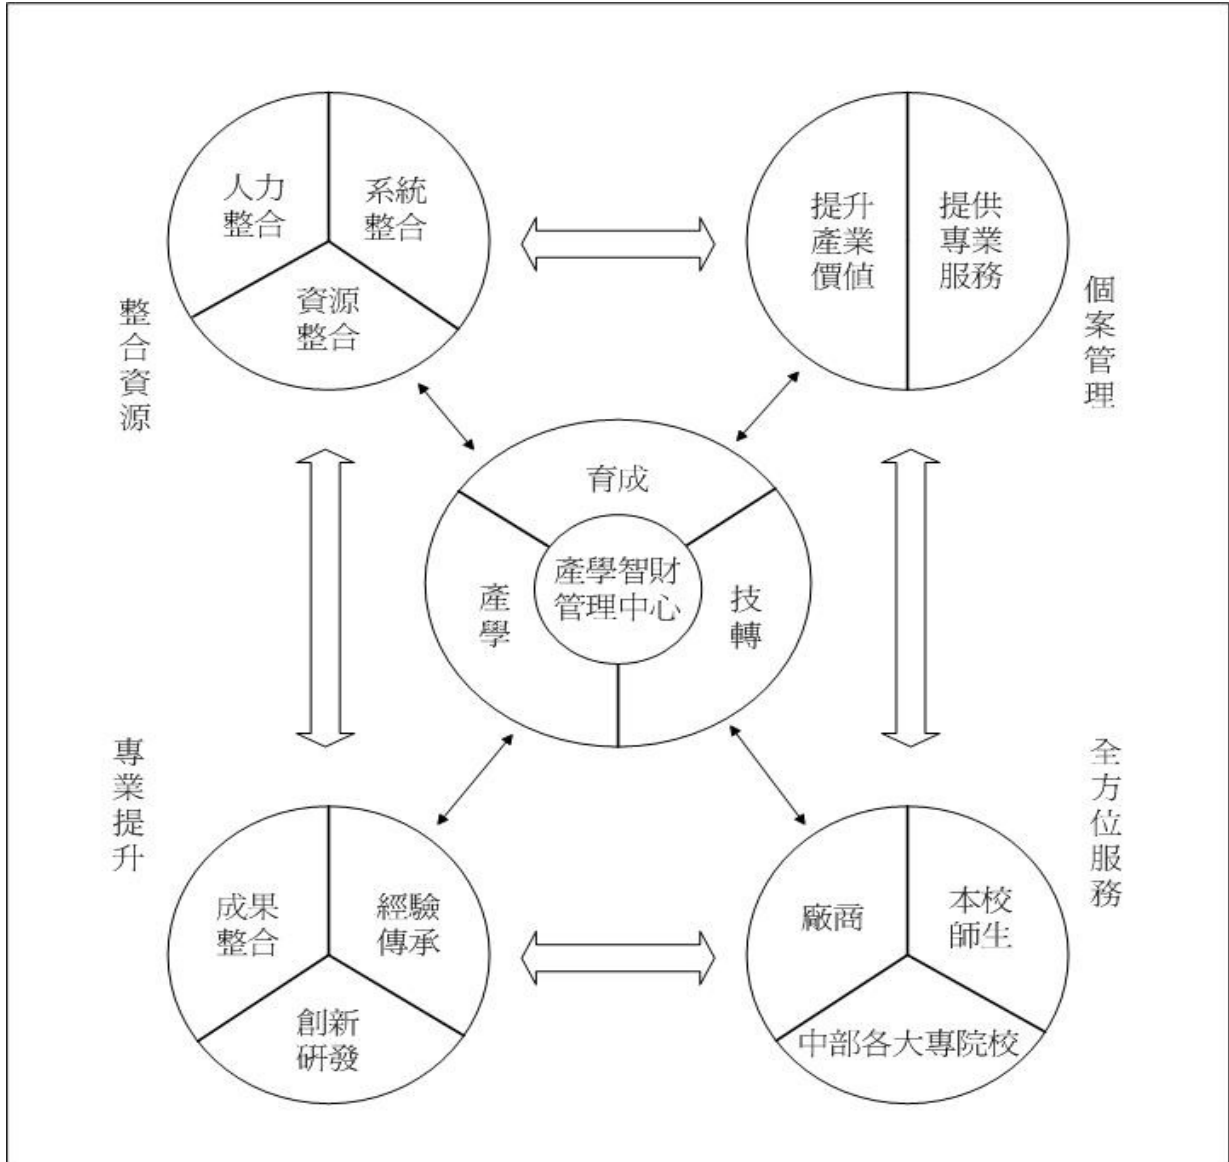 人力
整合
系統
整合
資源
整合
整合資源
提升
產業
價值
提供
專業
服務
個案管理
育成
產學
技轉
產學智財
管理中心
專業提升
成果
整合
經驗
傳承
創新
研發
全方位服務
廠商
本校
師生
中部各大專院校